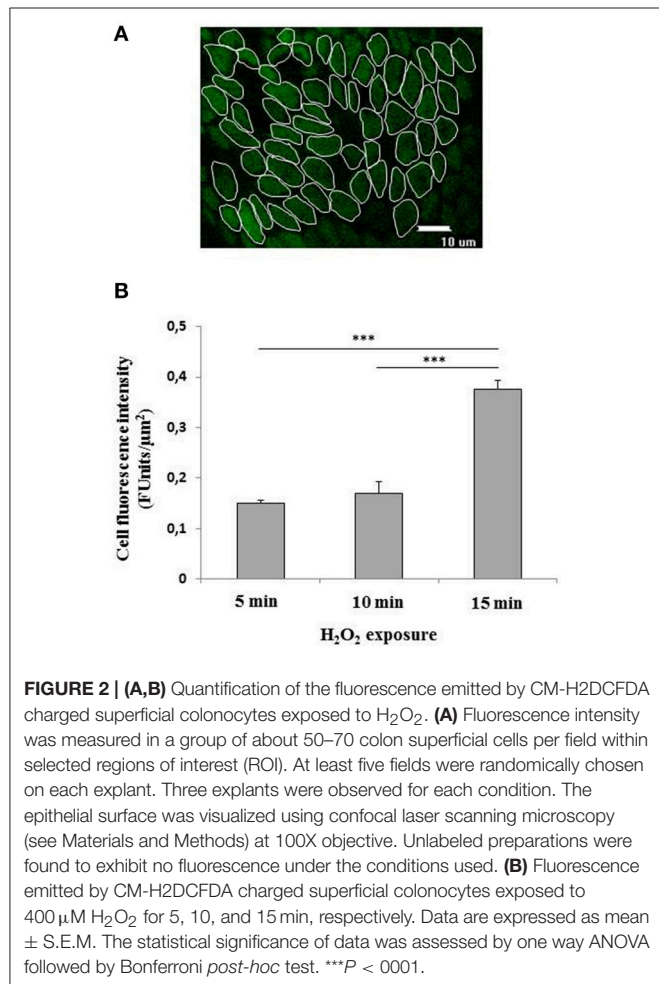 A
10 um
B
0,5
0,4
0,3
0,2
0,1
0
***
***
Cell fluorescence intensity
(FUnits/µm²)
5 min
10 min
15 min
H₂O₂ exposure
FIGURE 2 | (A,B) Quantification of the fluorescence emitted by CM-H2DCFDA
charged superficial colonocytes exposed to H₂O₂. (A) Fluorescence intensity
was measured in a group of about 50–70 colon superficial cells per field within
selected regions of interest (ROI). At least five fields were randomically chosen
on each explant. Three explants were observed for each condition. The
epithelial surface was visualized using confocal laser scanning microscopy
(see Materials and Methods) at 100X objective. Unlabeled preparations were
found to exhibit no fluorescence under the conditions used. (B) Fluorescence
emitted by CM-H2DCFDA charged superficial colonocytes exposed to
400 µM H₂O₂ for 5, 10, and 15 min, respectively. Data are expressed as mean
± S.E.M. The statistical significance of data was assessed by one way ANOVA
followed by Bonferroni post-hoc test. ***P < 0001.